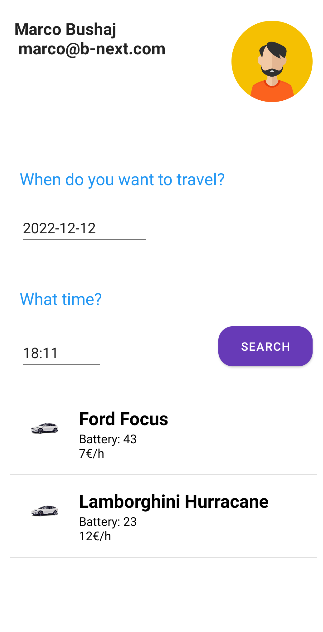 Marco Bushaj
marco@b-next.com
When do you want to travel?
2022-12-12
What time?
18:11
SEARCH
Ford Focus
Battery: 43
7€/h
Lamborghini Hurracane
Battery: 23
12€/h